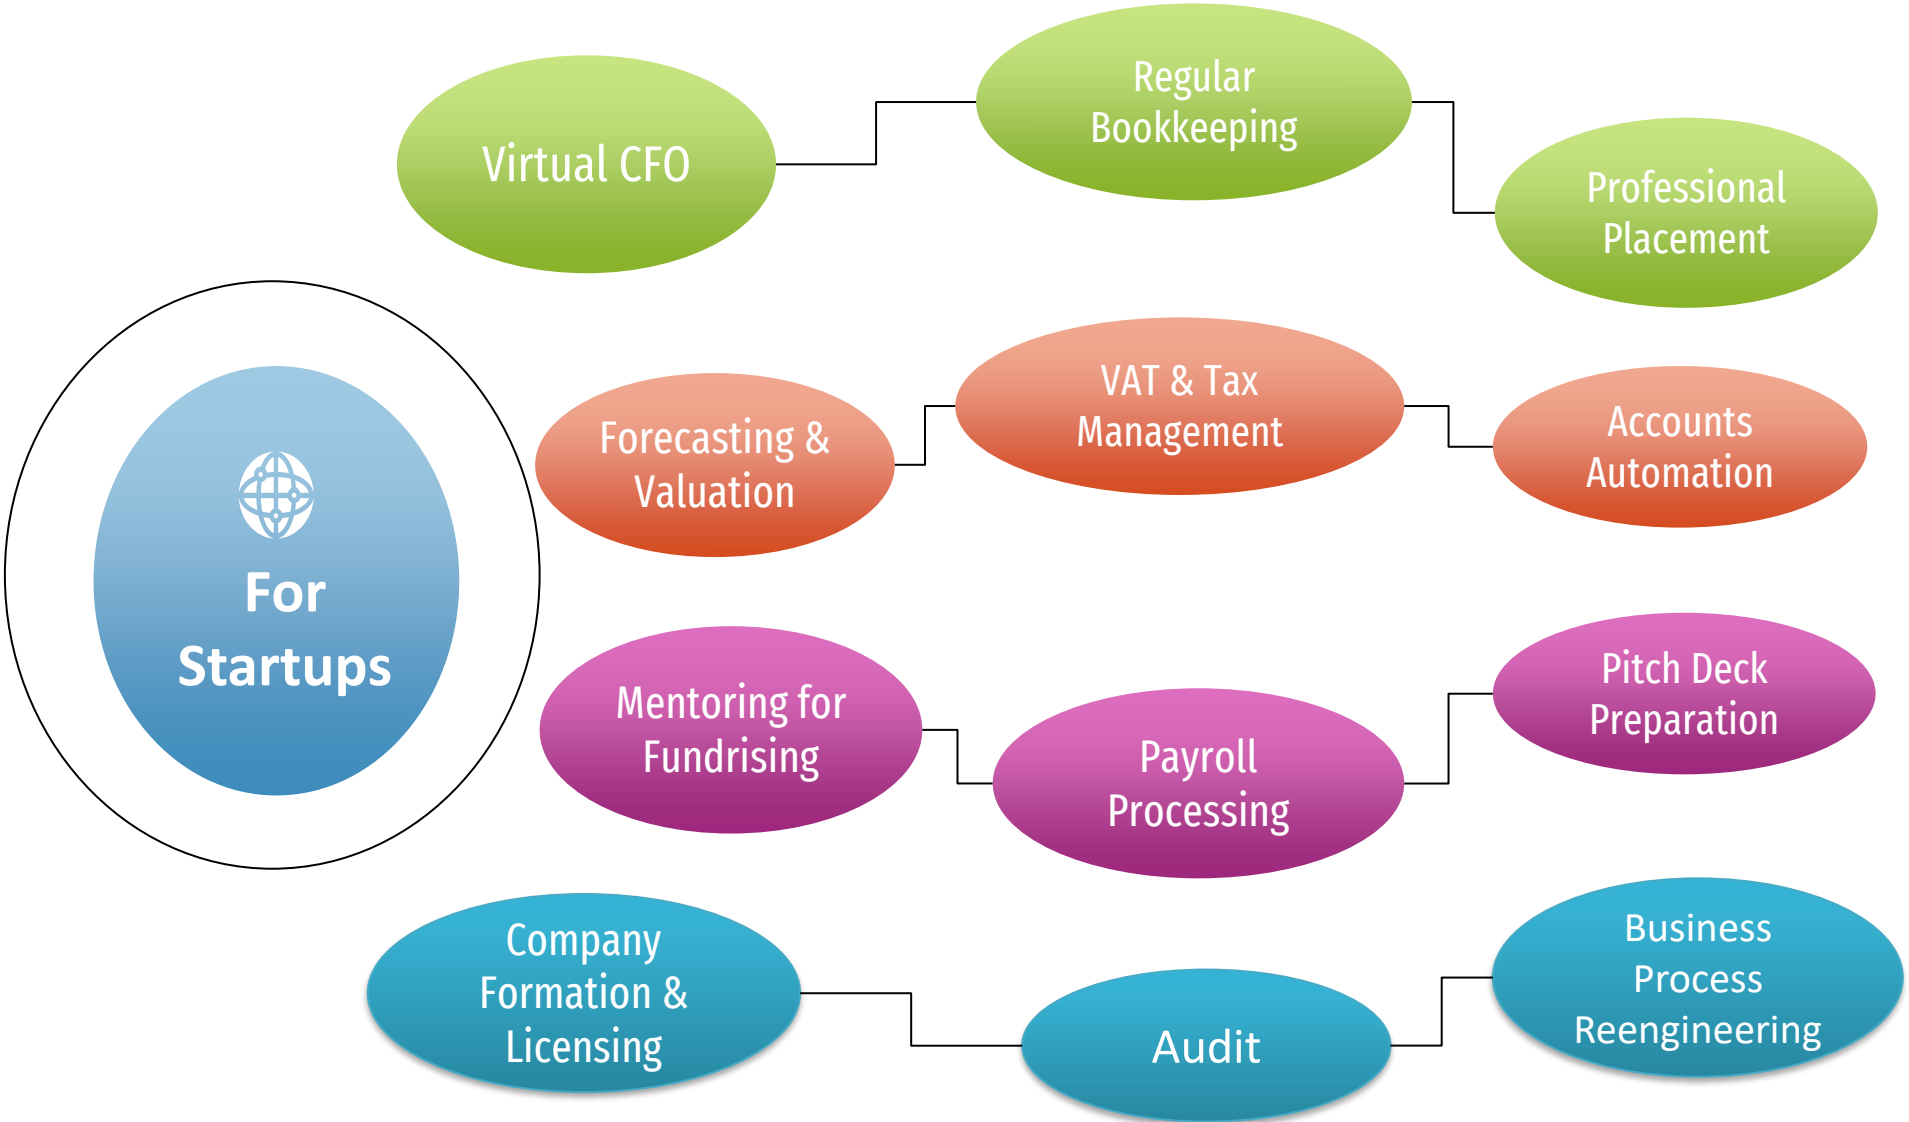 Virtual CFO
Regular
Bookkeeping
Professional
Placement
For
Startups
Forecasting &
Valuation
VAT & Tax
Management
Accounts
Automation
Mentoring for
Fundrising
Payroll
Processing
Pitch Deck
Preparation
Company
Formation &
Licensing
Audit
Business
Process
Reengineering